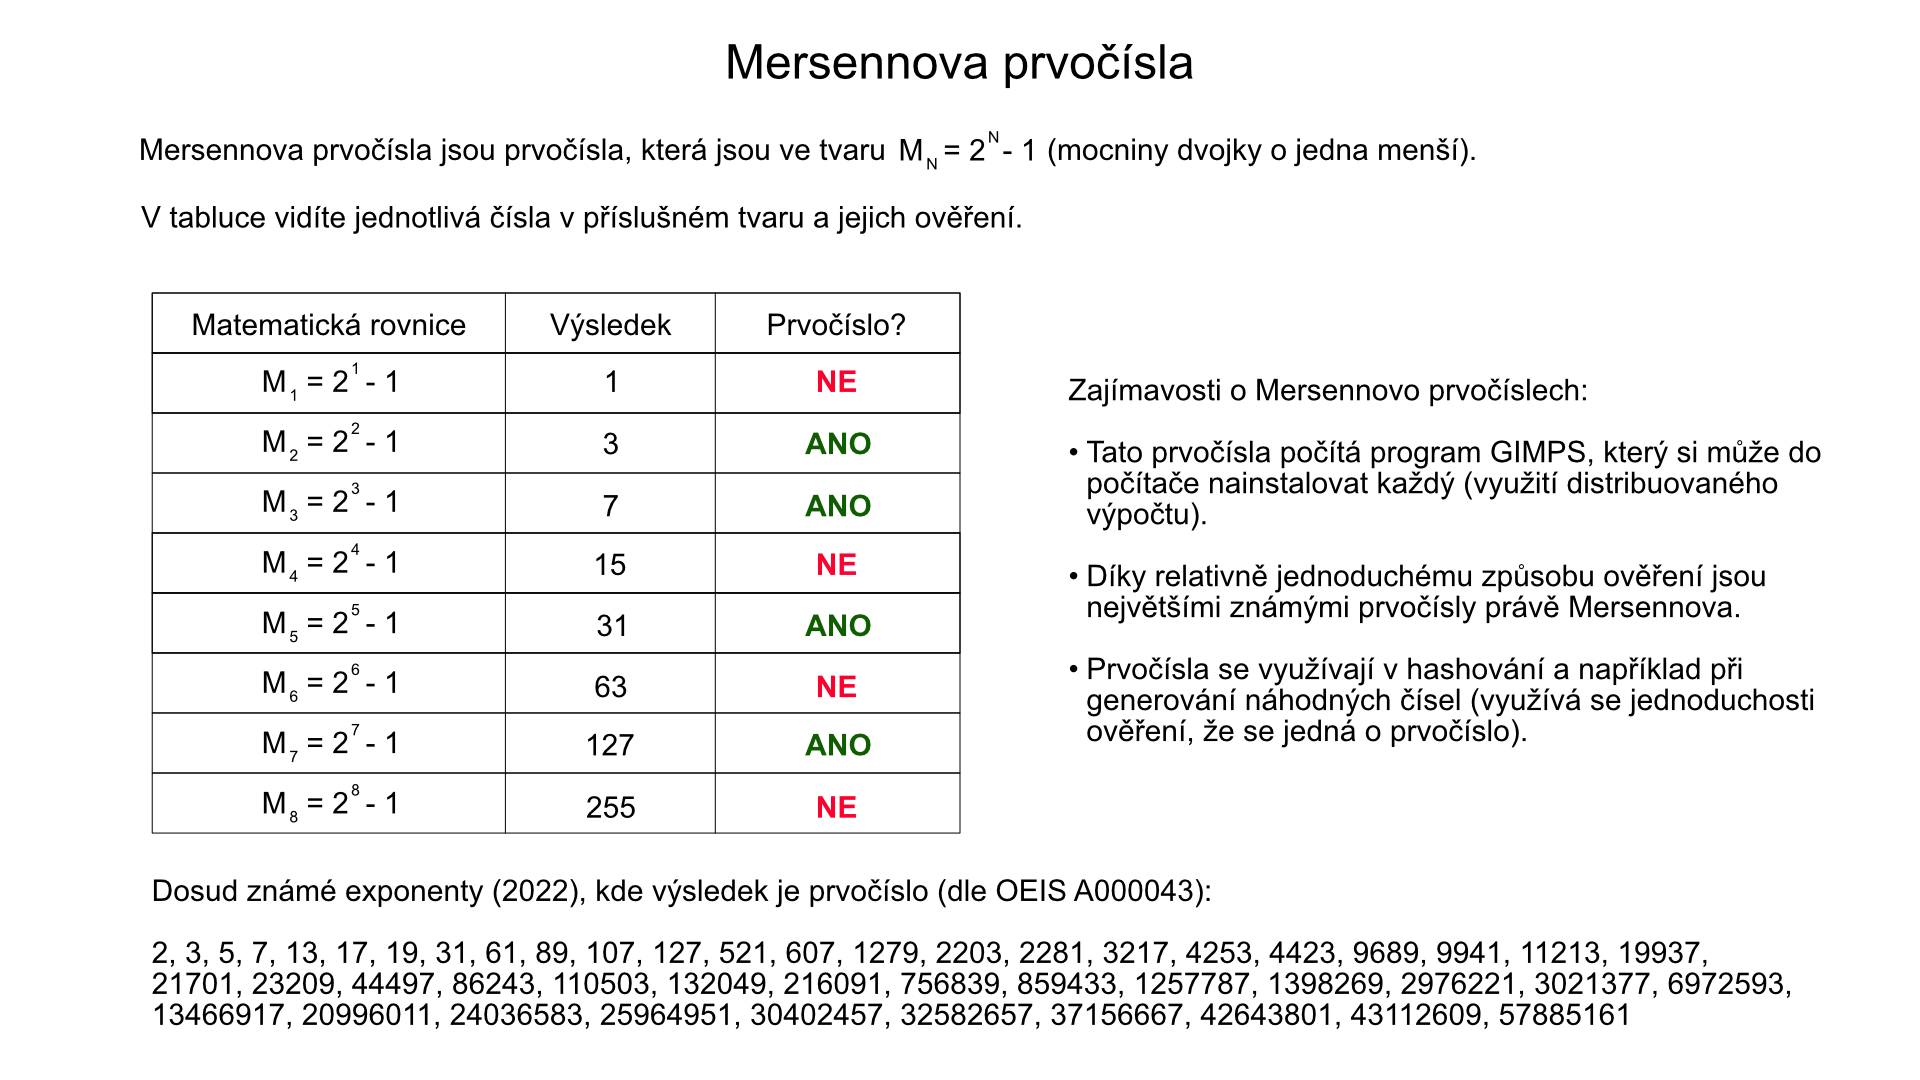 Mersennova prvočísla
Mersennova prvočísla jsou prvočísla, která jsou ve tvaru M_N = 2^N - 1 (mocniny dvojky o jedna menší).
V tabluce vidíte jednotlivá čísla v příslušném tvaru a jejich ověření.
Matematická rovnice Výsledek Prvočíslo?
M_1 = 2^1 - 1 1 NE
M_2 = 2^2 - 1 3 ANO
M_3 = 2^3 - 1 7 ANO
M_4 = 2^4 - 1 15 NE
M_5 = 2^5 - 1 31 ANO
M_6 = 2^6 - 1 63 NE
M_7 = 2^7 - 1 127 ANO
M_8 = 2^8 - 1 255 NE
Zajímavosti o Mersennovo prvočíslech:
• Tato prvočísla počítá program GIMPS, který si může do
počítače nainstalovat každý (využití distribuovaného
výpočtu).
• Díky relativně jednoduchému způsobu ověření jsou
největšími známými prvočísly právě Mersennova.
• Prvočísla se využívají v hashování a například při
generování náhodných čísel (využívá se jednoduchosti
ověření, že se jedná o prvočíslo).
Dosud známé exponenty (2022), kde výsledek je prvočíslo (dle OEIS A000043):
2, 3, 5, 7, 13, 17, 19, 31, 61, 89, 107, 127, 521, 607, 1279, 2203, 2281, 3217, 4253, 4423, 9689, 9941, 11213, 19937,
21701, 23209, 44497, 86243, 110503, 132049, 216091, 756839, 859433, 1257787, 1398269, 2976221, 3021377, 6972593,
13466917, 20996011, 24036583, 25964951, 30402457, 32582657, 37156667, 42643801, 43112609, 57885161